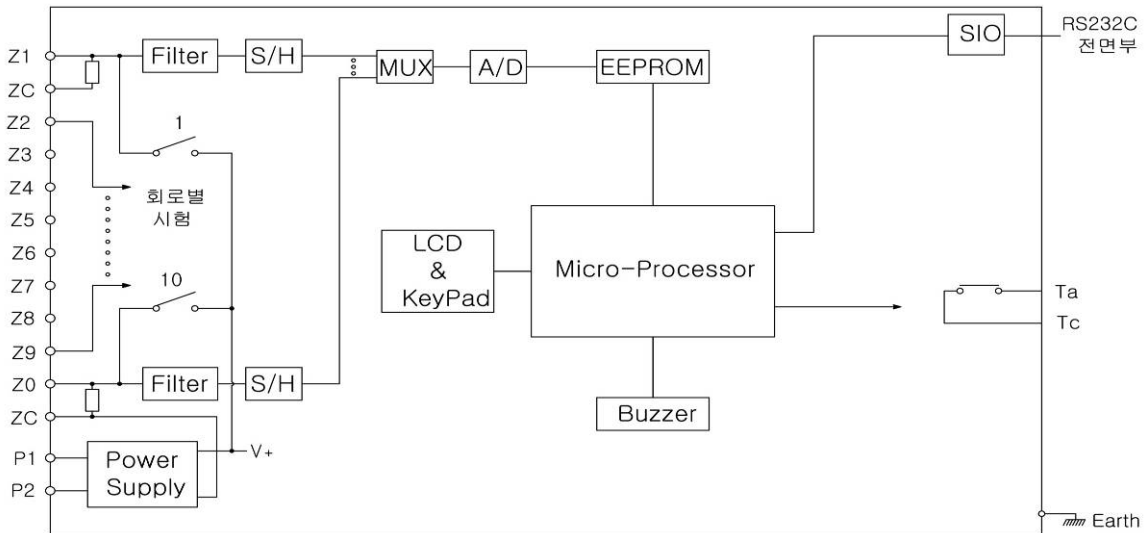 Z1
ZC
Z2
Z3
Z4
Z5
Z6
Z7
Z8
Z9
Z0
ZC
P1
P2
Filter
S/H
MUX
A/D
EEPROM
SIO
RS232C
전면부
1
회로별
시험
10
LCD
&
KeyPad
Micro-Processor
Ta
Tc
Filter
S/H
Buzzer
Power
Supply
V+
Earth